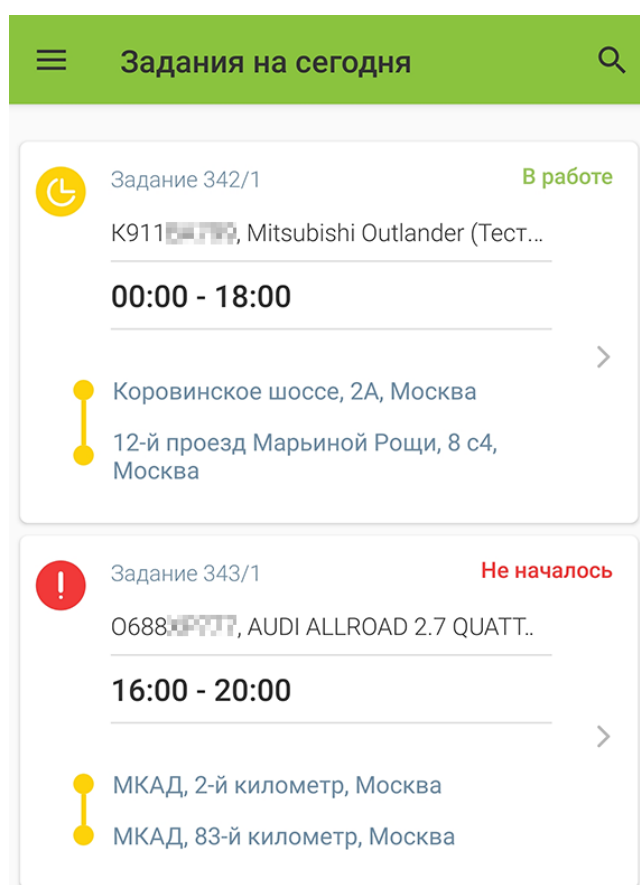 Задания на сегодня
Задание 342/1
В работе
К911, Mitsubishi Outlander (Тест...
00:00 - 18:00
Коровинское шоссе, 2А, Москва
12-й проезд Марьиной Рощи, 8 с4,
Москва
Задание 343/1
Не началось
О688, AUDI ALLROAD 2.7 QUATT..
16:00 - 20:00
МКАД, 2-й километр, Москва
МКАД, 83-й километр, Москва